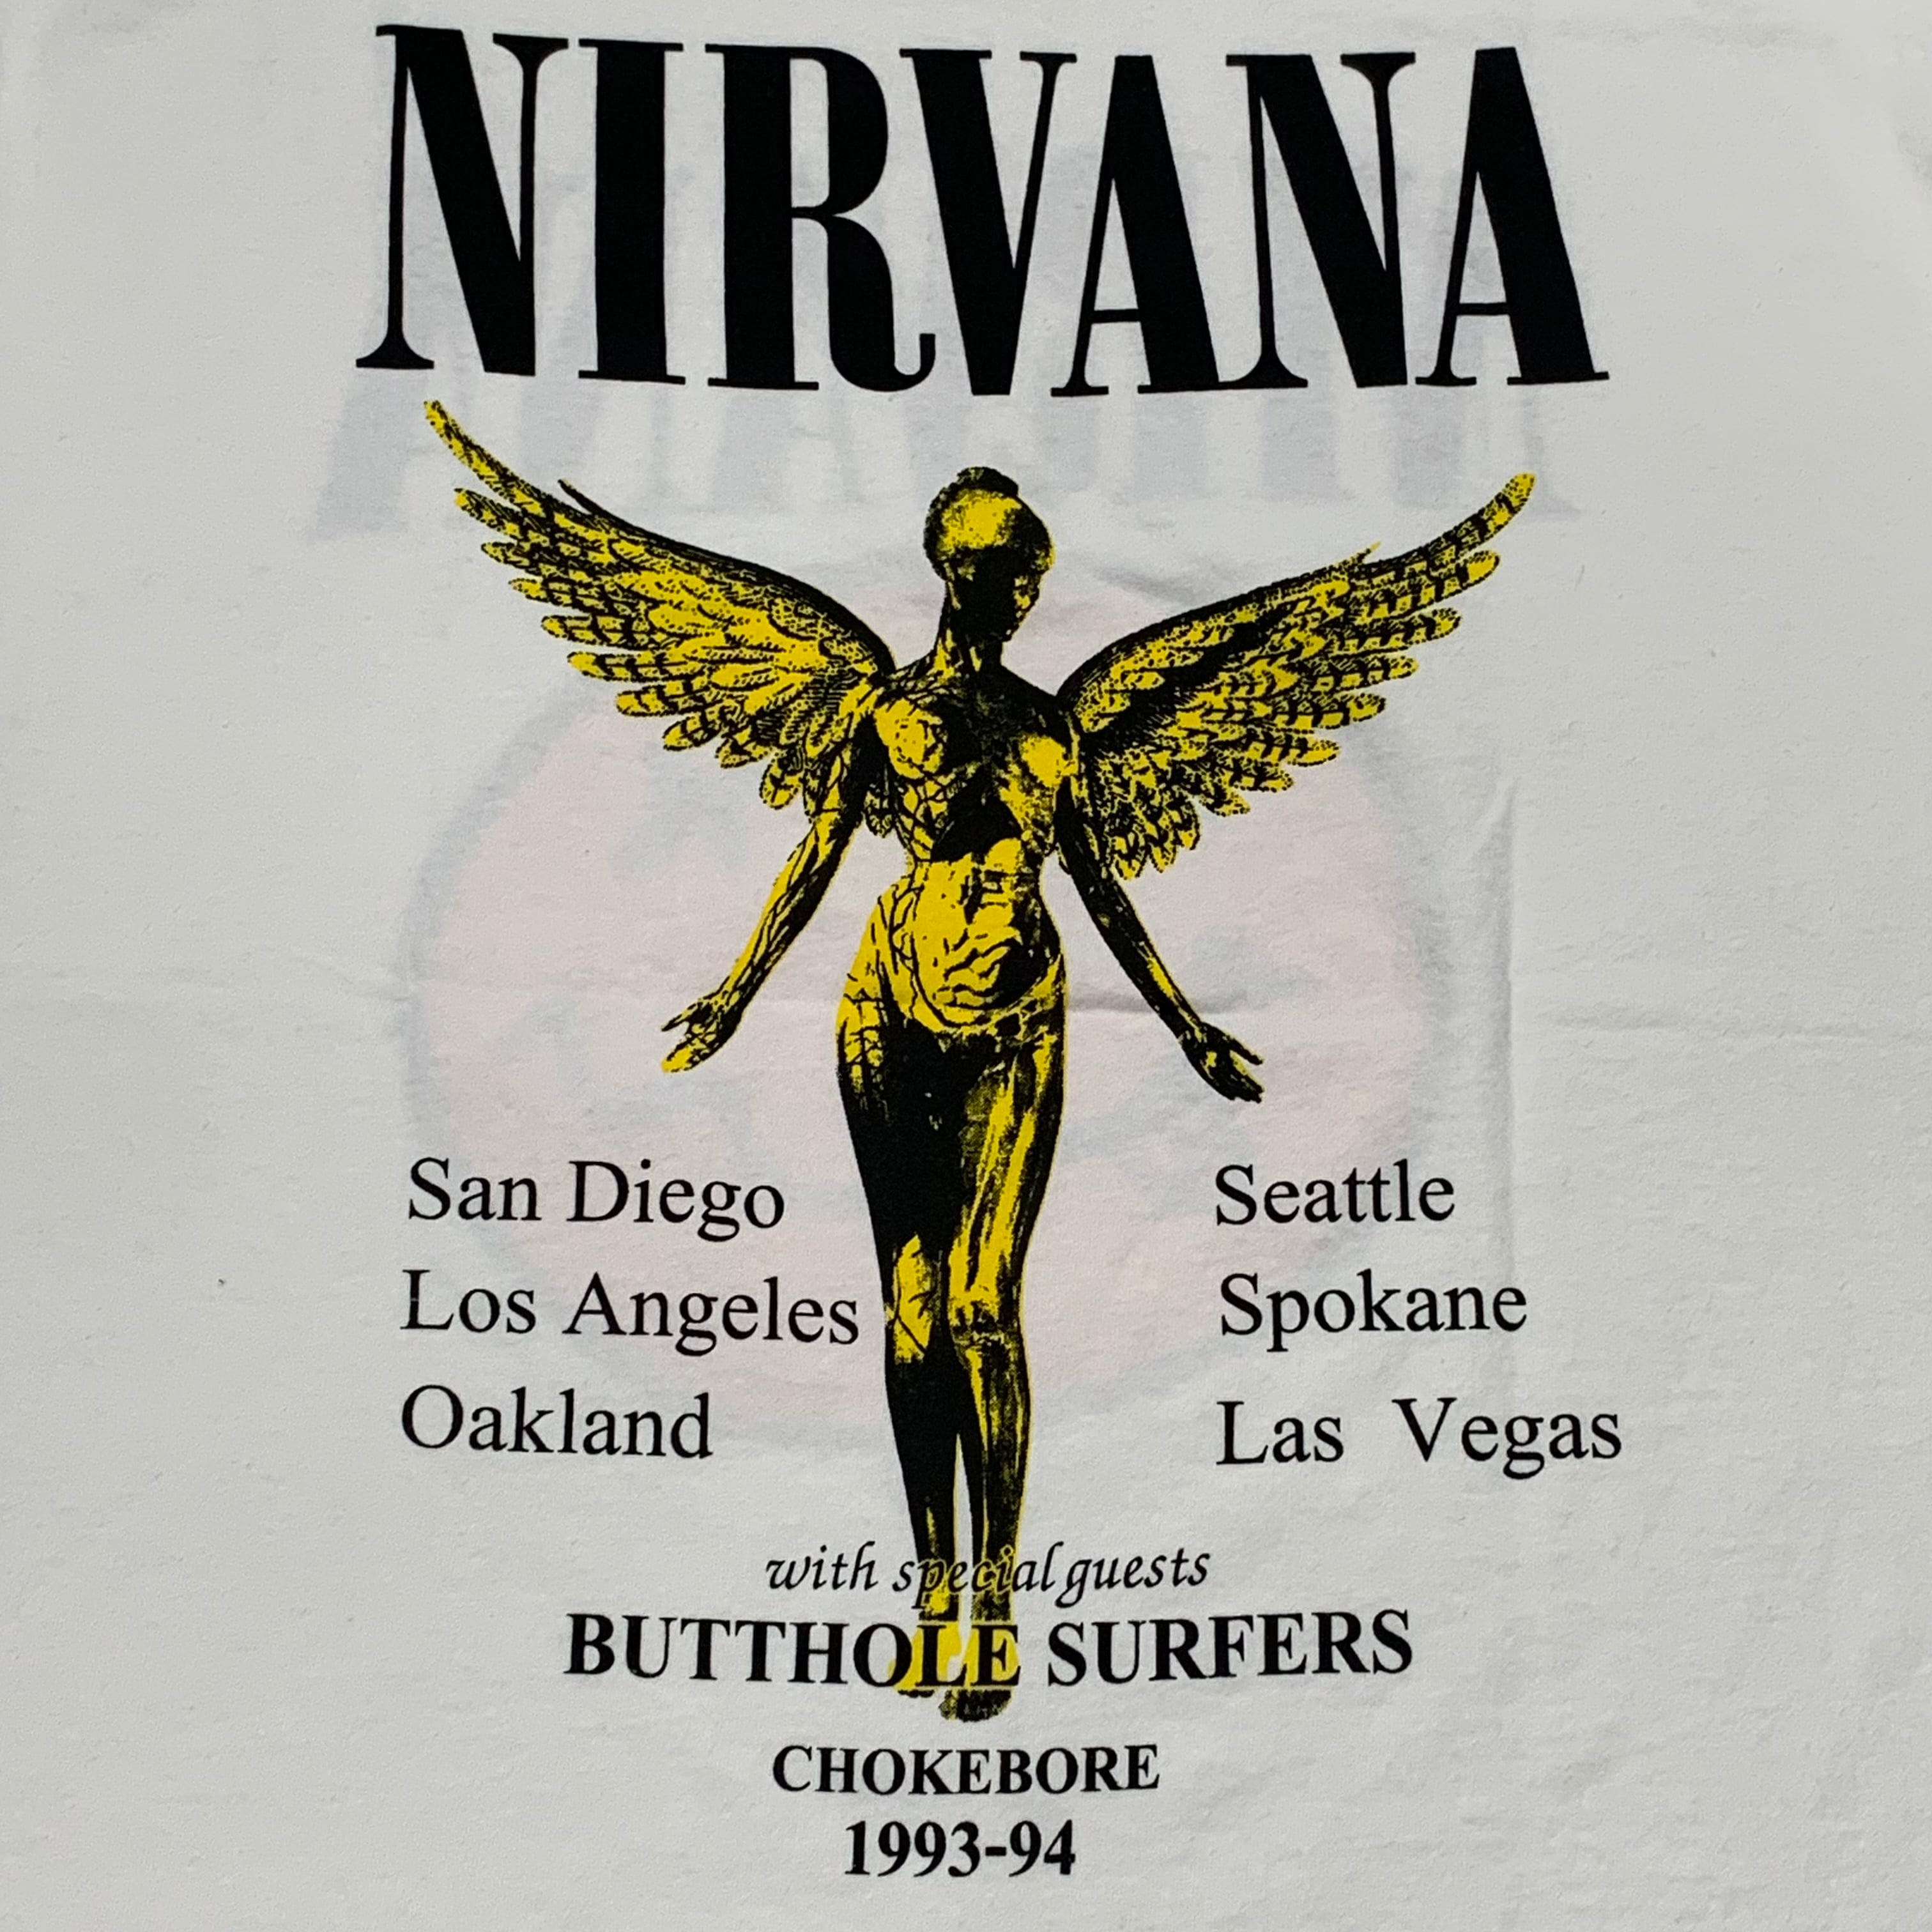 NIRVANA
San Diego
Los Angeles
Oakland
Seattle
Spokane
Las Vegas
with special guests
BUTTHOLE SURFERS
CHOKEBORE
1993-94